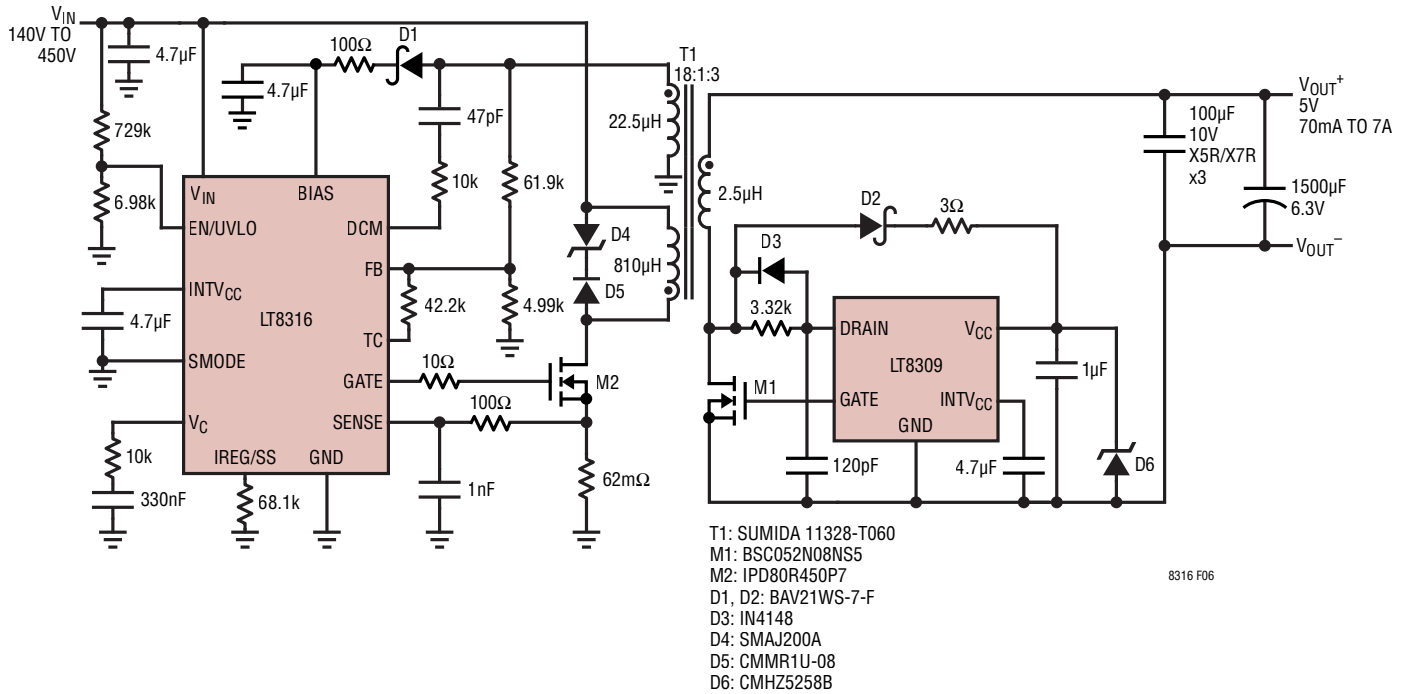 VIN
140V TO
450V
4.7µF
729k
6.98k
4.7µF
100Ω
D1
47pF
10k
61.9k
T1
18:1:3
22.5µH
2.5µH
810µH
D4
D5
VIN
BIAS
EN/UVLO
DCM
FB
INTVCC
LT8316
TC
SMODE
GATE
VC
SENSE
IREG/SS
GND
4.7µF
42.2k
4.99k
10Ω
M2
100Ω
10k
330nF
68.1k
1nF
62mΩ
VOUT+
5V
70mA TO 7A
100µF
10V
X5R/X7R
x3
1500µF
6.3V
VOUT–
D2
3Ω
D3
3.32k
DRAIN
VCC
LT8309
GATE
INTVCC
GND
M1
1µF
120pF
4.7µF
D6
T1: SUMIDA 11328-T060
M1: BSC052N08NS5
M2: IPD80R450P7
D1, D2: BAV21WS-7-F
D3: IN4148
D4: SMAJ200A
D5: CMMR1U-08
D6: CMHZ5258B
8316 F06